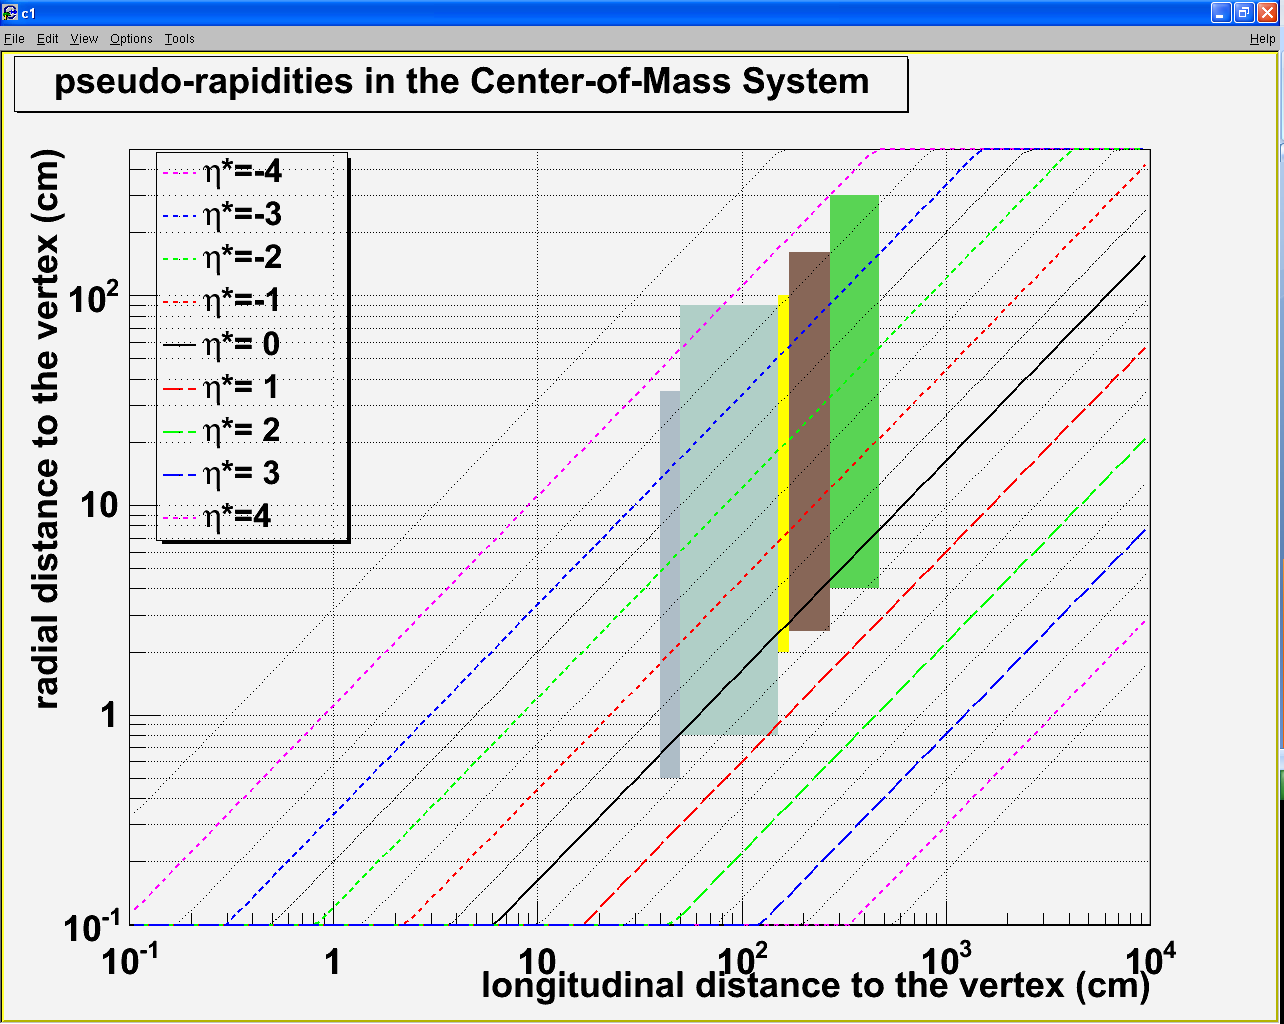 c1
File Edit View Options Tools Help
pseudo-rapidities in the Center-of-Mass System
radial distance to the vertex (cm)
η*=-4
η*=-3
η*=-2
η*=-1
η*= 0
η*= 1
η*= 2
η*= 3
η*=4
10²
10
1
10⁻¹
10⁻¹ 1 10 10² 10³ 10⁴
longitudinal distance to the vertex (cm)